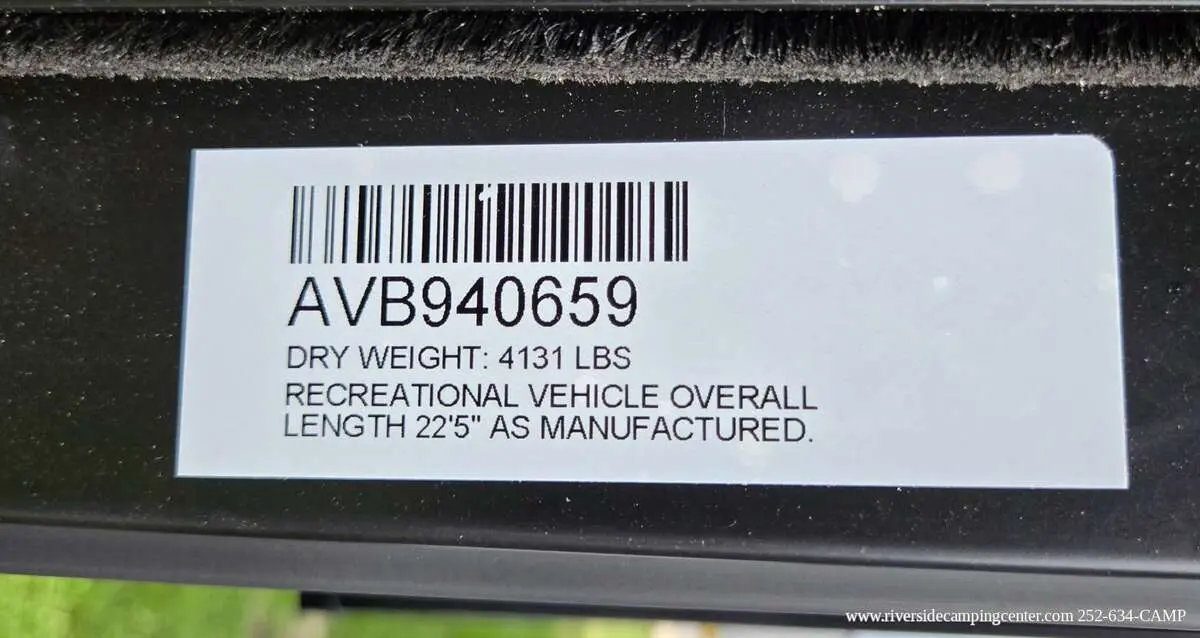 AVB940659
DRY WEIGHT: 4131 LBS
RECREATIONAL VEHICLE OVERALL
LENGTH 22'5" AS MANUFACTURED.
www.riversidecampingcenter.com 252-634-CAMP